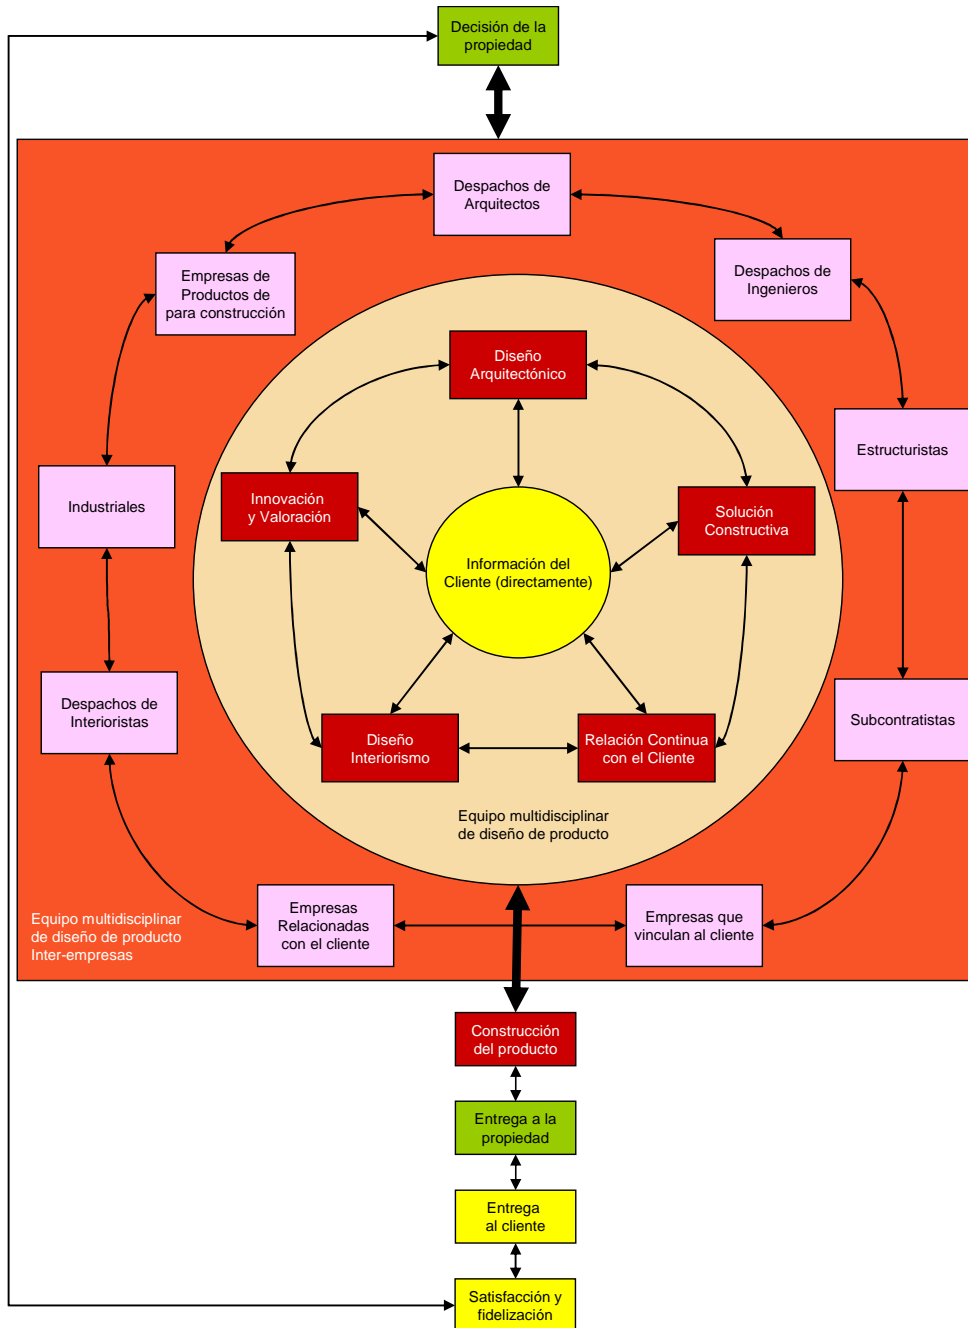 Decisión de la
propiedad
Despachos de
Arquitectos
Empresas de
Productos de
para construcción
Despachos de
Ingenieros
Diseño
Arquitectónico
Estructuristas
Industriales
Innovación
y Valoración
Solución
Constructiva
Información del
Cliente (directamente)
Despachos de
Interioristas
Subcontratistas
Diseño
Interiorismo
Relación Continua
con el Cliente
Equipo multidisciplinar
de diseño de producto
Equipo multidisciplinar
de diseño de producto
Inter-empresas
Empresas
Relacionadas
con el cliente
Empresas que
vinculan al cliente
Construcción
del producto
Entrega a la
propiedad
Entrega
al cliente
Satisfacción y
fidelización